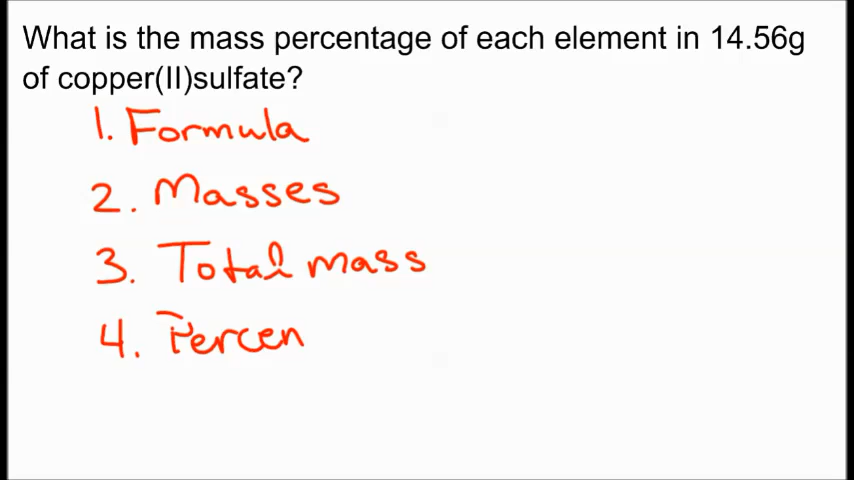 What is the mass percentage of each element in 14.56g
of copper(II)sulfate?
1. Formula
2. Masses
3. Total mass
4. Percen